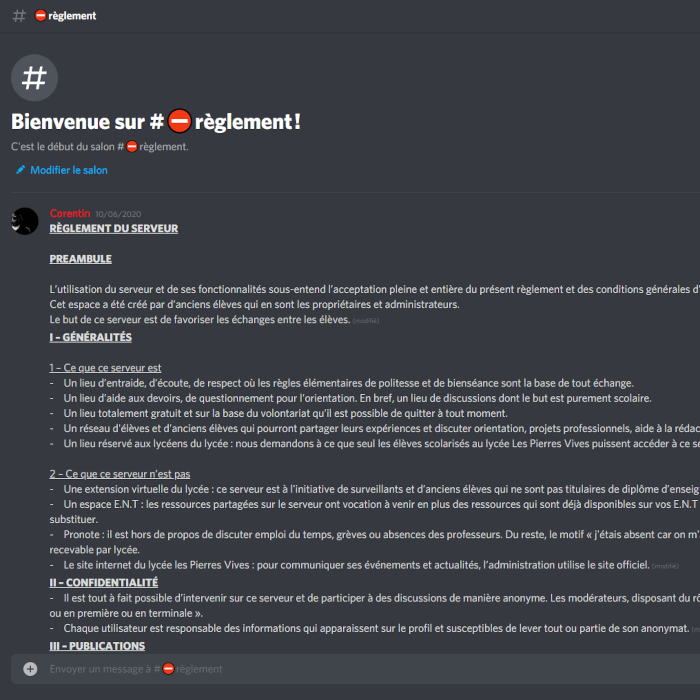 # ⛔règlement
#
Bienvenue sur #⛔règlement!
C'est le début du salon #⛔règlement.
Modifier le salon
Corentin 10/06/2020
RÈGLEMENT DU SERVEUR
PREAMBULE
L'utilisation du serveur et de ses fonctionnalités sous-entend l'acceptation pleine et entière du présent règlement et des conditions générales d'
Cet espace a été créé par d'anciens élèves qui en sont les propriétaires et administrateurs.
Le but de ce serveur est de favoriser les échanges entre les élèves. (modifié)
I – GÉNÉRALITÉS
1 – Ce que ce serveur est
- Un lieu d'entraide, d'écoute, de respect où les règles élémentaires de politesse et de bienséance sont la base de tout échange.
- Un lieu d'aide aux devoirs, de questionnement pour l'orientation. En bref, un lieu de discussions dont le but est purement scolaire.
- Un lieu totalement gratuit et sur la base du volontariat qu'il est possible de quitter à tout moment.
- Un réseau d'élèves et d'anciens élèves qui pourront partager leurs expériences et discuter orientation, projets professionnels, aide à la rédac
- Un lieu réservé aux lycéens du lycée : nous demandons à ce que seul les élèves scolarisés au lycée Les Pierres Vives puissent accéder à ce se
2 – Ce que ce serveur n'est pas
- Une extension virtuelle du lycée : ce serveur est à l'initiative de surveillants et d'anciens élèves qui ne sont pas titulaires de diplôme d'enseig
- Un espace E.N.T : les ressources partagées sur le serveur ont vocation à venir en plus des ressources qui sont déjà disponibles sur vos E.N.T
substituer.
- Pronote : il est hors de propos de discuter emploi du temps, grèves ou absences des professeurs. Du reste, le motif « j'étais absent car on m'
recevable par lycée.
- Le site internet du lycée les Pierres Vives : pour communiquer ses événements et actualités, l'administration utilise le site officiel. (modifié)
II – CONFIDENTIALITÉ
- Il est tout à fait possible d'intervenir sur ce serveur et de participer à des discussions de manière anonyme. Les modérateurs, disposant du rô
ou en première ou en terminale ».
- Chaque utilisateur est responsable des informations qui apparaissent sur le profil et susceptibles de lever tout ou partie de son anonymat. (m
III – PUBLICATIONS
Envoyer un message à #⛔règlement